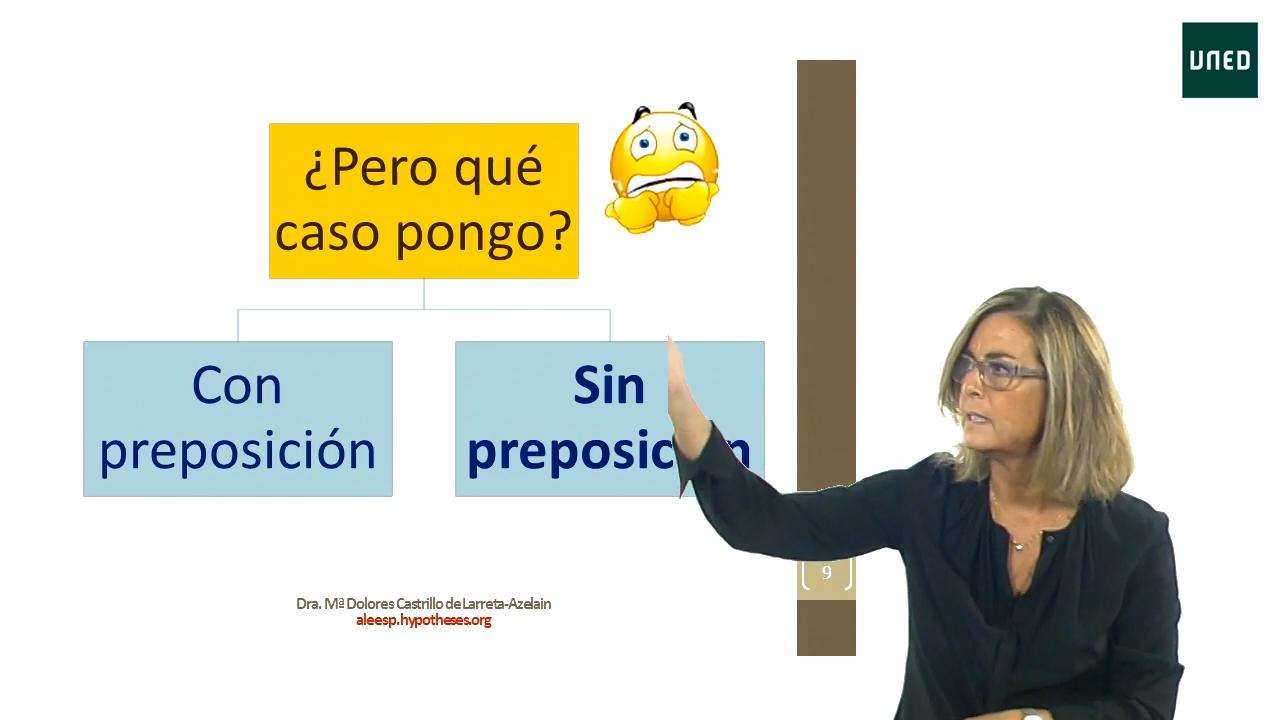 UNED
¿Pero qué
caso pongo?
Con
preposición
Sin
preposición
9
Dra. Mª Dolores Castrillo de Larreta-Azelain
aleesp.hypotheses.org